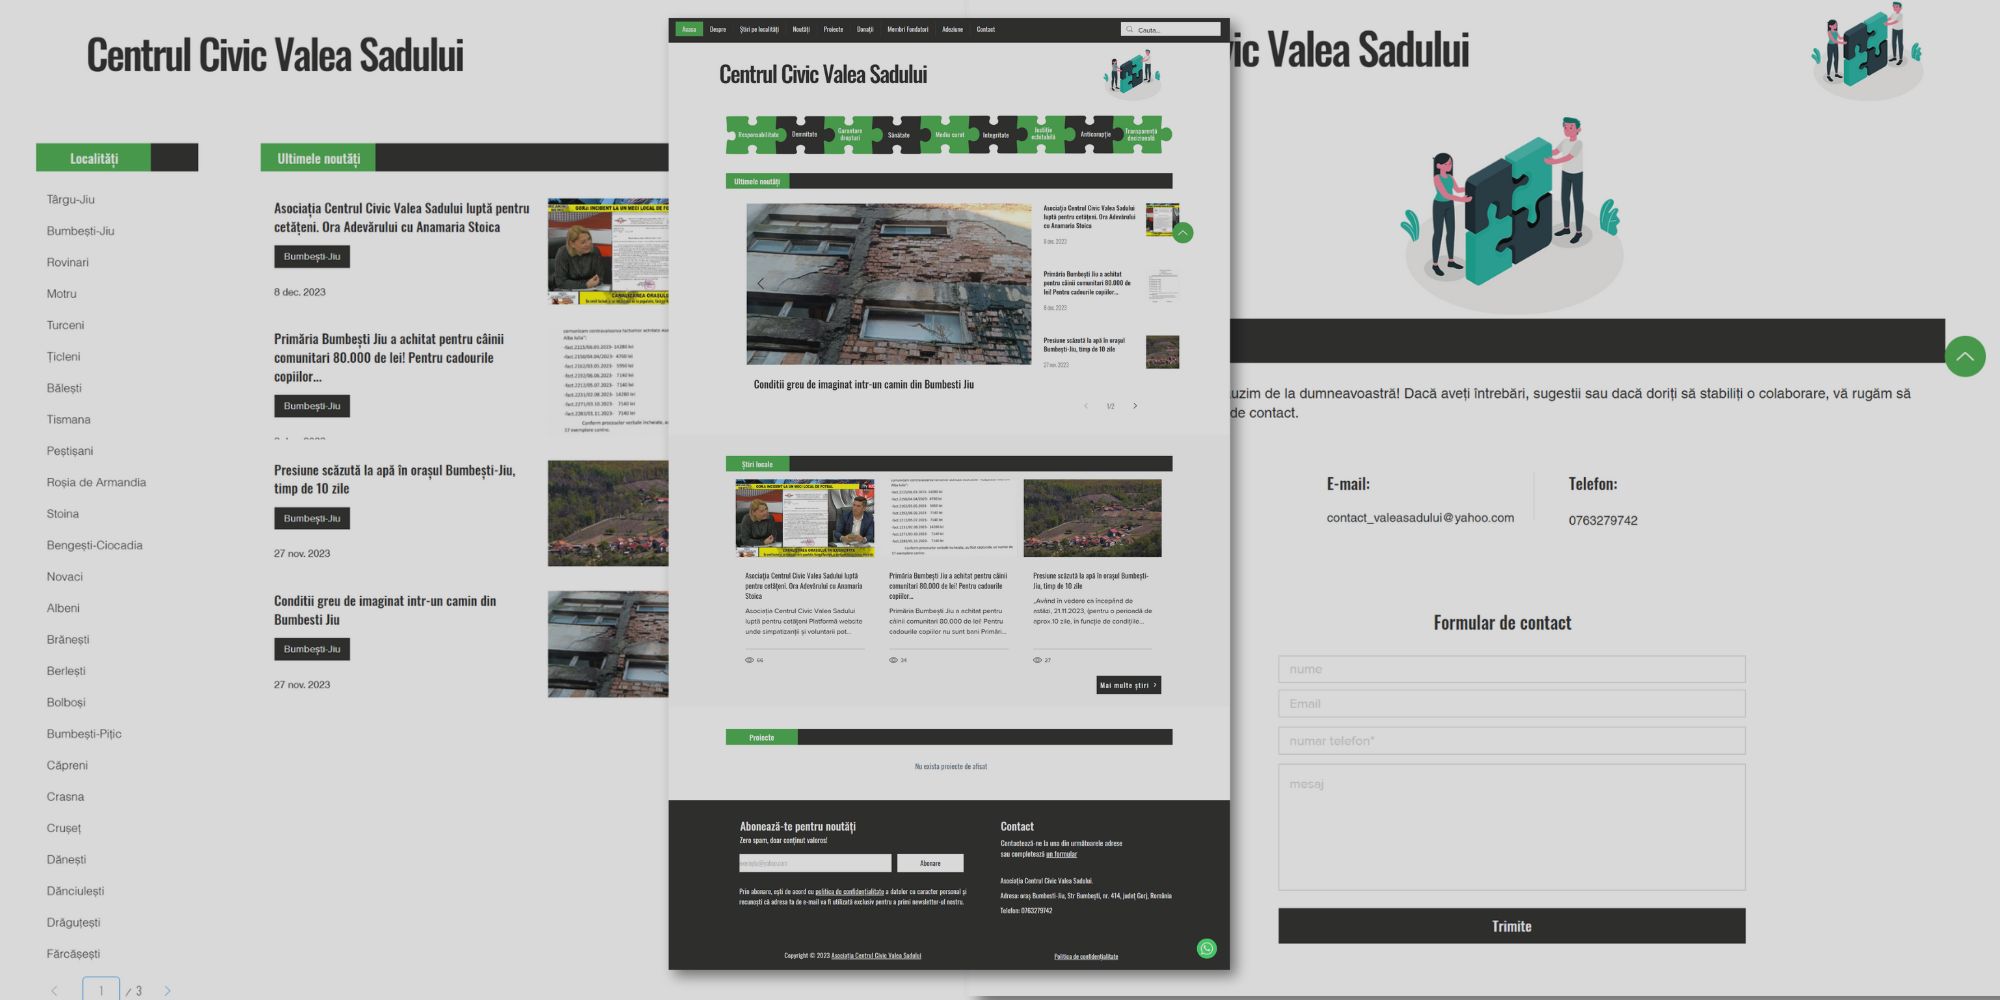 Centrul Civic Valea Sadului
Localități
Târgu-Jiu
Bumbești-Jiu
Rovinari
Motru
Turceni
Țicleni
Bălești
Tismana
Peștișani
Roșia de Armandia
Stoina
Bengești-Ciocadia
Novaci
Albeni
Brănești
Berlești
Bolboși
Bumbești-Pițic
Căpreni
Crasna
Crușeț
Dănești
Dănciulești
Drăguțești
Fărcășești
1 / 3
Ultimele noutăți
Asociația Centrul Civic Valea Sadului luptă pentru
cetățeni. Ora Adevărului cu Anamaria Stoica
Bumbești-Jiu
8 dec. 2023
Primăria Bumbești Jiu a achitat pentru câinii
comunitari 80.000 de lei! Pentru cadourile
copiilor...
Bumbești-Jiu
Presiune scăzută la apă în orașul Bumbești-Jiu,
timp de 10 zile
Bumbești-Jiu
27 nov. 2023
Conditii greu de imaginat intr-un camin din
Bumbesti Jiu
Bumbești-Jiu
27 nov. 2023
Acasa Despre Știri pe localități Noutăți Proiecte Donații Membri Fondatori Adeziune Contact
Cauta...
Centrul Civic Valea Sadului
Responsabilitate Demnitate Garantare drepturi Sănătate Mediu curat Integritate Justiție echitabilă Anticorupție Transparență decizională
Ultimele noutăți
Conditii greu de imaginat intr-un camin din Bumbesti Jiu
Asociația Centrul Civic Valea Sadului
luptă pentru cetățeni. Ora Adevărului
cu Anamaria Stoica
8 dec. 2023
Primăria Bumbești Jiu a achitat
pentru câinii comunitari 80.000 de
lei! Pentru cadourile copiilor...
8 dec. 2023
Presiune scăzută la apă în orașul
Bumbești-Jiu, timp de 10 zile
27 nov. 2023
1/2
Știri locale
GORJ: INCIDENT LA UN MECI LOCAL DE FOTBAL
Asociația Centrul Civic Valea Sadului luptă
pentru cetățeni. Ora Adevărului cu Anamaria
Stoica
Asociația Centrul Civic Valea Sadului
luptă pentru cetățeni Platformă website
unde simpatizanții și voluntarii pot...
66
Primăria Bumbești Jiu a achitat pentru câinii
comunitari 80.000 de lei! Pentru cadourile
copiilor...
Primăria Bumbești Jiu a achitat pentru
câinii comunitari 80.000 de lei! Pentru
cadourile copiilor nu sunt bani Primări...
34
Presiune scăzută la apă în orașul Bumbești-
Jiu, timp de 10 zile
„Având în vedere ca începând de
astăzi, 21.11.2023, (pentru o perioadă de
aprox.10 zile, în funcție de condițiile...
27
Mai multe știri
Proiecte
Nu exista proiecte de afisat
Abonează-te pentru noutăți
Zero spam, doar conținut valoros!
exemplu@yahoo.com
Abonare
Prin abonare, ești de acord cu politica de confidențialitate a datelor cu caracter personal și
recunoști că adresa ta de e-mail va fi utilizată exclusiv pentru a primi newsletter-ul nostru.
Contact
Contactează-ne la una din următoarele adrese
sau completează un formular
Asociația Centrul Civic Valea Sadului.
Adresa: oraș Bumbesti-Jiu, Str Bumbești, nr. 414, județ Gorj, România
Telefon: 0763279742
Copyright © 2023 Asociația Centrul Civic Valea Sadului
Politica de confidențialitate
ic Valea Sadului
uzim de la dumneavoastră! Dacă aveți întrebări, sugestii sau dacă doriți să stabiliți o colaborare, vă rugăm să
de contact.
E-mail:
contact_valeasadului@yahoo.com
Telefon:
0763279742
Formular de contact
nume
Email
numar telefon*
mesaj
Trimite